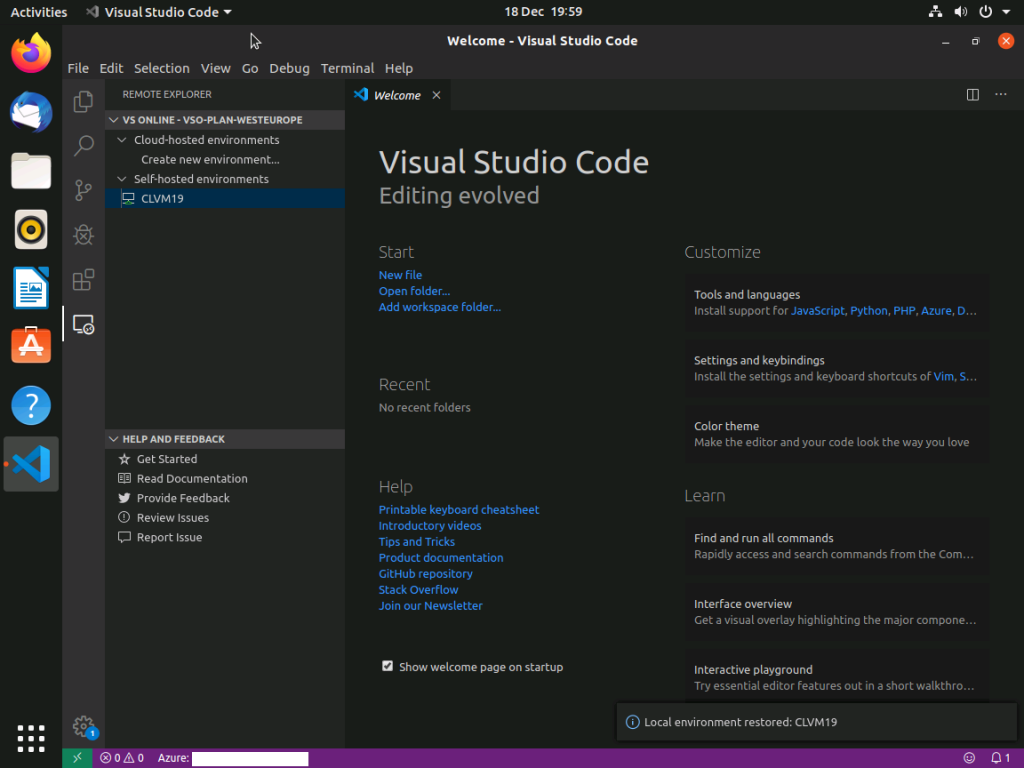 Activities Visual Studio Code 18 Dec 19:59
Welcome - Visual Studio Code
File Edit Selection View Go Debug Terminal Help
REMOTE EXPLORER
VS ONLINE - VSO-PLAN-WESTEUROPE
Cloud-hosted environments
Create new environment...
Self-hosted environments
CLVM19
HELP AND FEEDBACK
Get Started
Read Documentation
Provide Feedback
Review Issues
Report Issue
Welcome
Visual Studio Code
Editing evolved
Start
New file
Open folder...
Add workspace folder...
Recent
No recent folders
Help
Printable keyboard cheatsheet
Introductory videos
Tips and Tricks
Product documentation
GitHub repository
Stack Overflow
Join our Newsletter
Show welcome page on startup
Customize
Tools and languages
Install support for JavaScript, Python, PHP, Azure, D...
Settings and keybindings
Install the settings and keyboard shortcuts of Vim, S...
Color theme
Make the editor and your code look the way you love
Learn
Find and run all commands
Rapidly access and search commands from the Com...
Interface overview
Get a visual overlay highlighting the major compone...
Interactive playground
Try essential editor features out in a short walkthro...
Local environment restored: CLVM19
1
0 0 Azure: 1